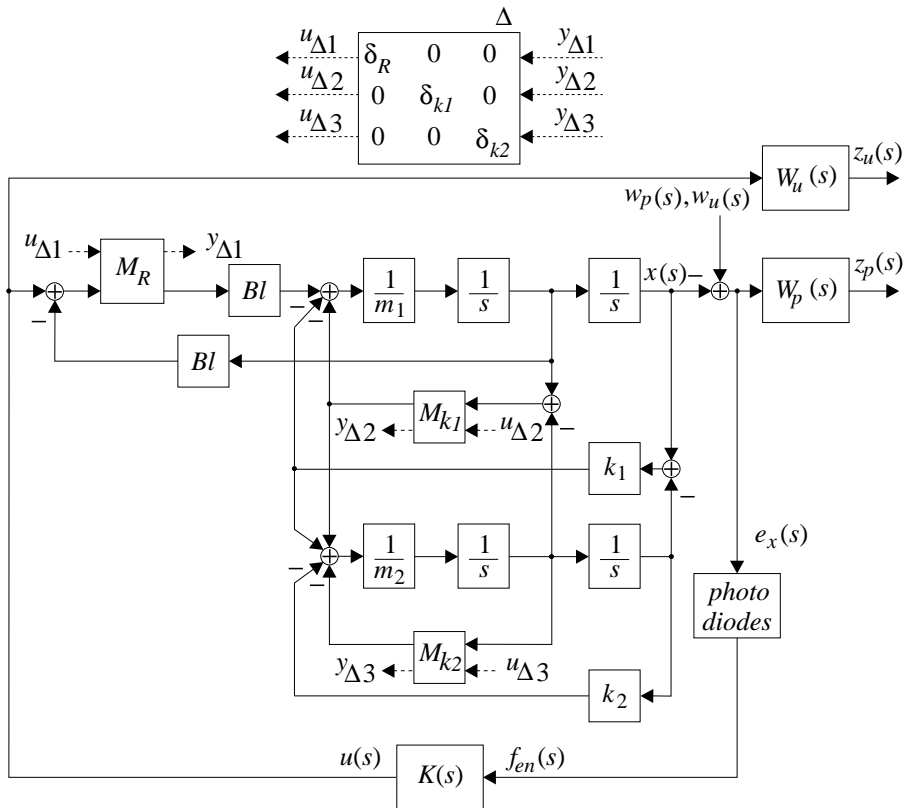 Δ
u_Δ1 δ_R 0 0 y_Δ1
u_Δ2 0 δ_k1 0 y_Δ2
u_Δ3 0 0 δ_k2 y_Δ3
W_u(s) z_u(s)
w_p(s),w_u(s)
u_Δ1 M_R y_Δ1
x(s) − W_p(s) z_p(s)
Bl − − 1/m_1 1/s 1/s
−
Bl
M_k1
y_Δ2 u_Δ2 −
k_1
−
− − 1/m_2 1/s 1/s e_x(s)
photo
diodes
M_k2
y_Δ3 u_Δ3
k_2
u(s) K(s) f_en(s)